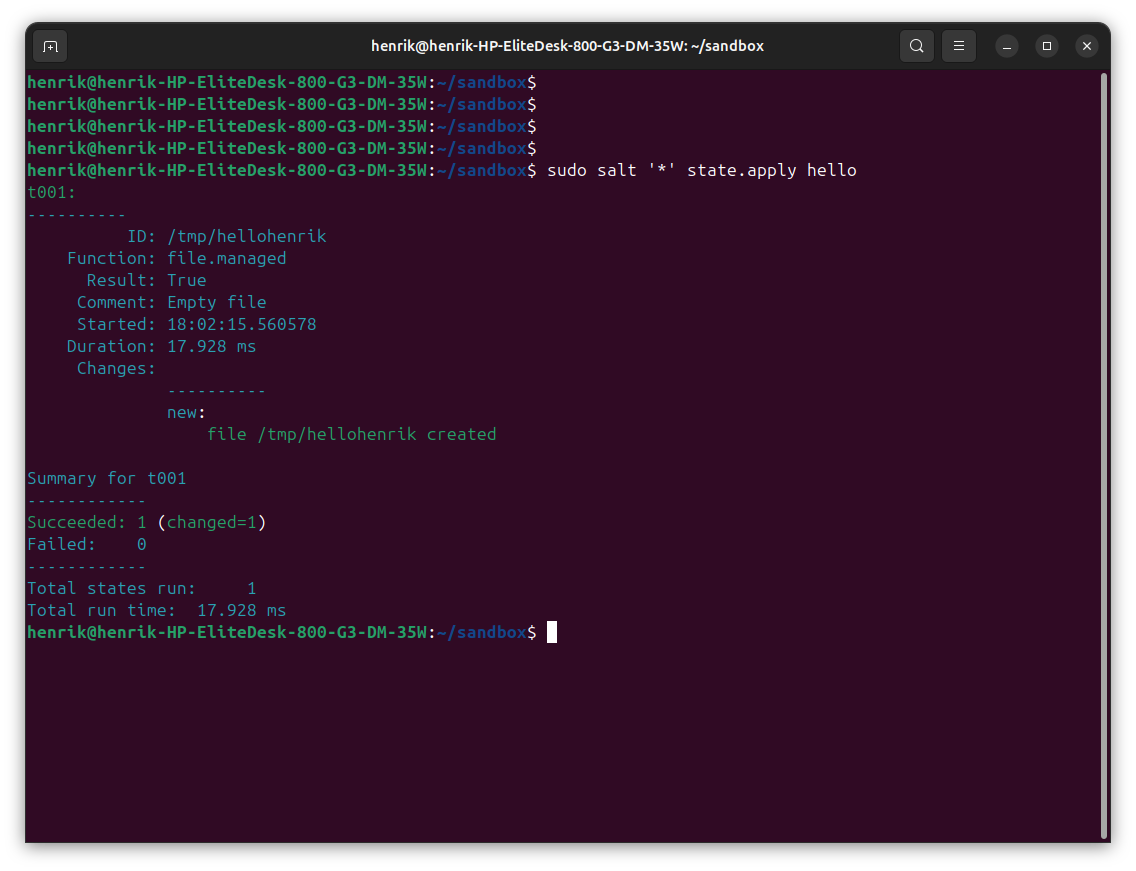 henrik@henrik-HP-EliteDesk-800-G3-DM-35W: ~/sandbox
henrik@henrik-HP-EliteDesk-800-G3-DM-35W:~/sandbox$
henrik@henrik-HP-EliteDesk-800-G3-DM-35W:~/sandbox$
henrik@henrik-HP-EliteDesk-800-G3-DM-35W:~/sandbox$
henrik@henrik-HP-EliteDesk-800-G3-DM-35W:~/sandbox$
henrik@henrik-HP-EliteDesk-800-G3-DM-35W:~/sandbox$ sudo salt '*' state.apply hello
t001:
----------
          ID: /tmp/hellohenrik
    Function: file.managed
      Result: True
     Comment: Empty file
     Started: 18:02:15.560578
    Duration: 17.928 ms
     Changes:
              ----------
              new:
                  file /tmp/hellohenrik created

Summary for t001
------------
Succeeded: 1 (changed=1)
Failed:    0
------------
Total states run:     1
Total run time:  17.928 ms
henrik@henrik-HP-EliteDesk-800-G3-DM-35W:~/sandbox$